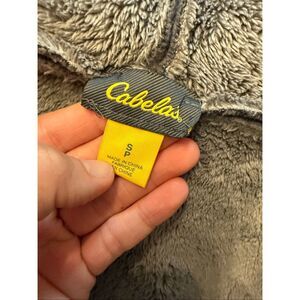 Cabela's
S
P
MADE IN CHINA
FABRIQUÉ
EN CHINE